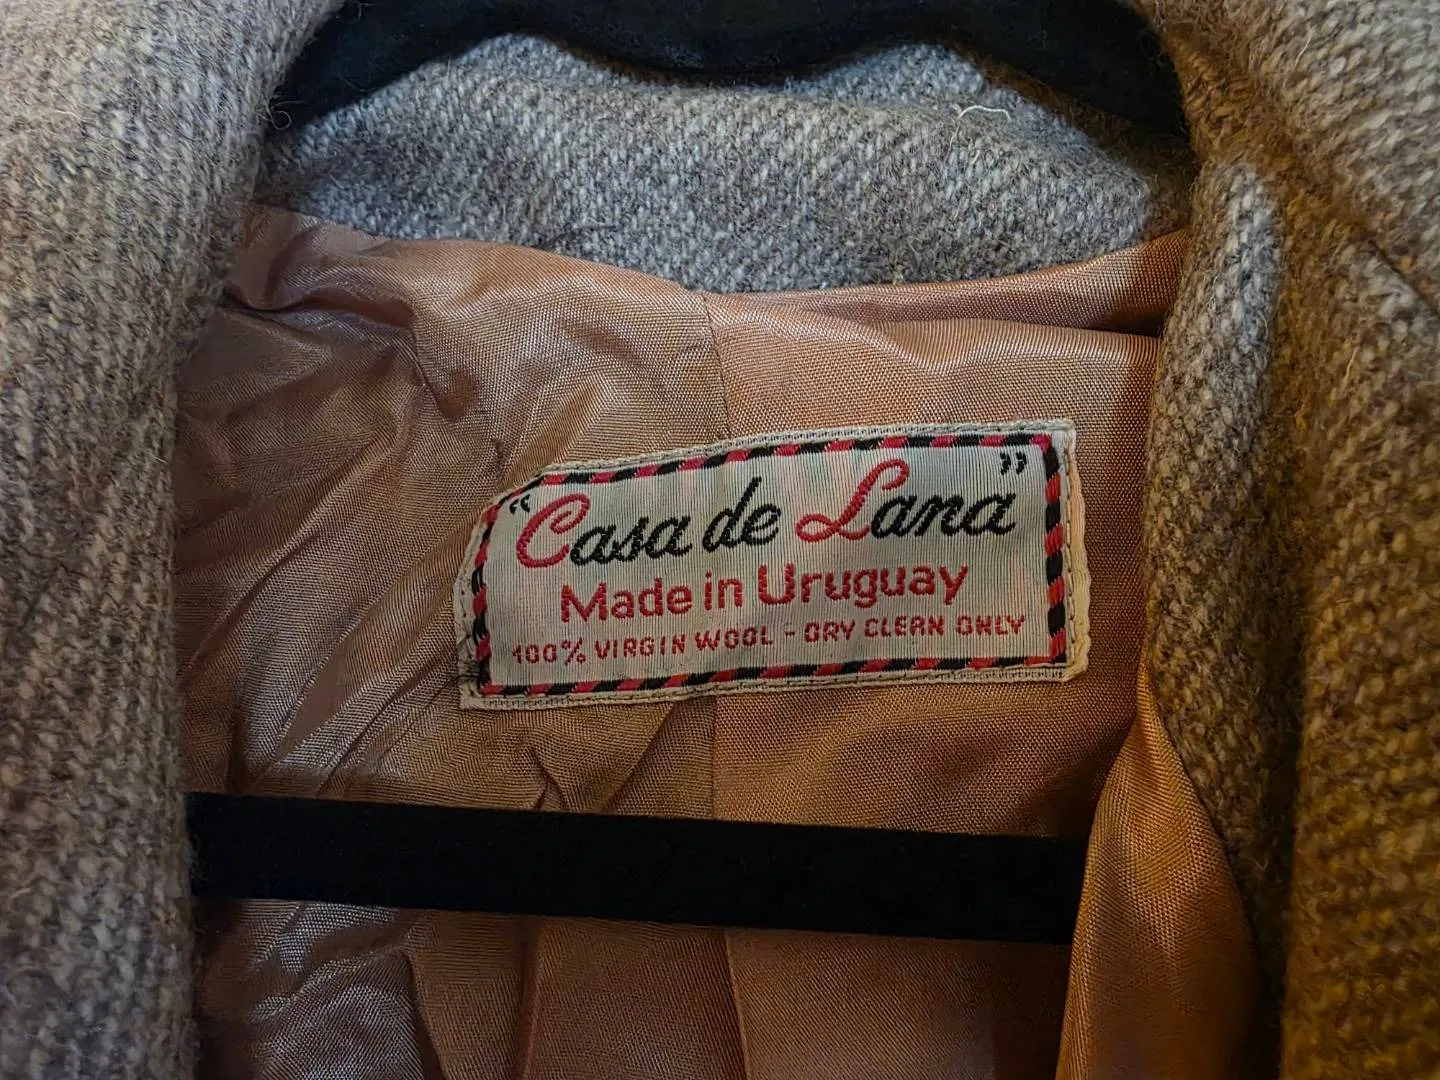 "Casa de Lana"
Made in Uruguay
100% VIRGIN WOOL - DRY CLEAN ONLY